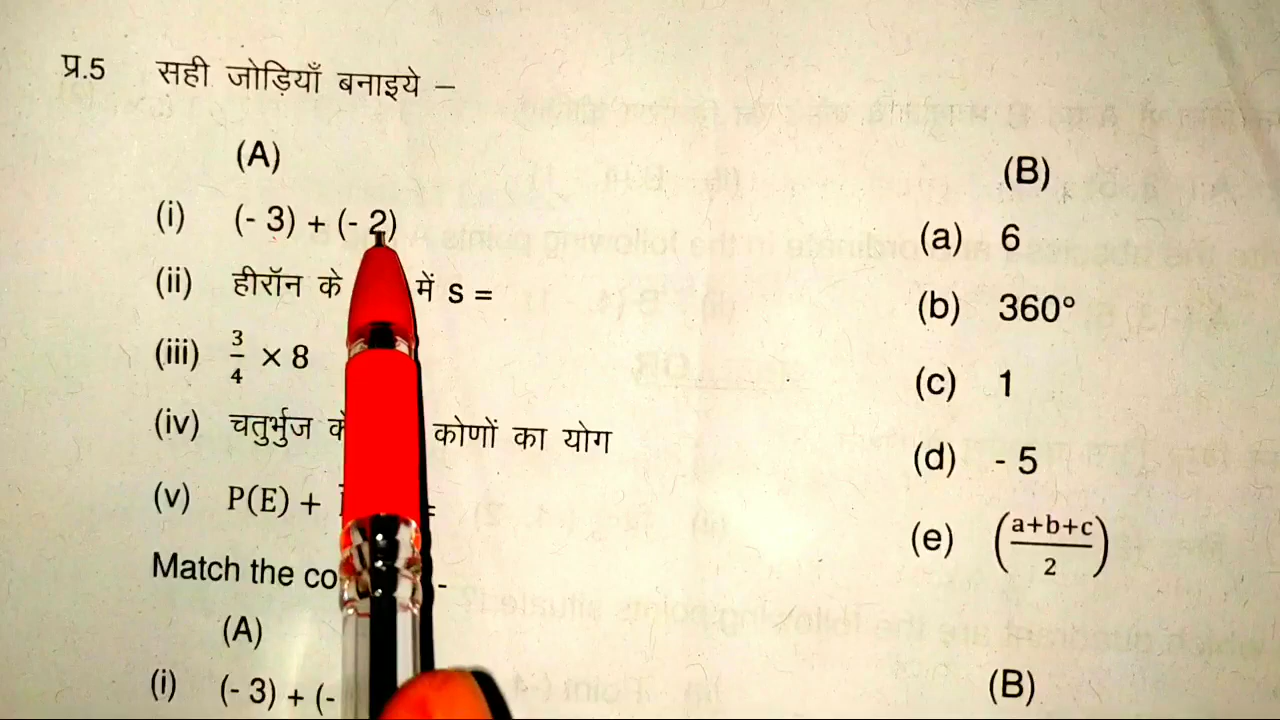 प्र.5 सही जोड़ियाँ बनाइये –
(A) (B)
(i) (- 3) + (- 2) (a) 6
(ii) हीरॉन के में s = (b) 360°
(iii) 3/4 × 8 (c) 1
(iv) चतुर्भुज के कोणों का योग (d) - 5
(v) P(E) + = (e) (a+b+c/2)
Match the -
(A) (B)
(i) (- 3) + (-